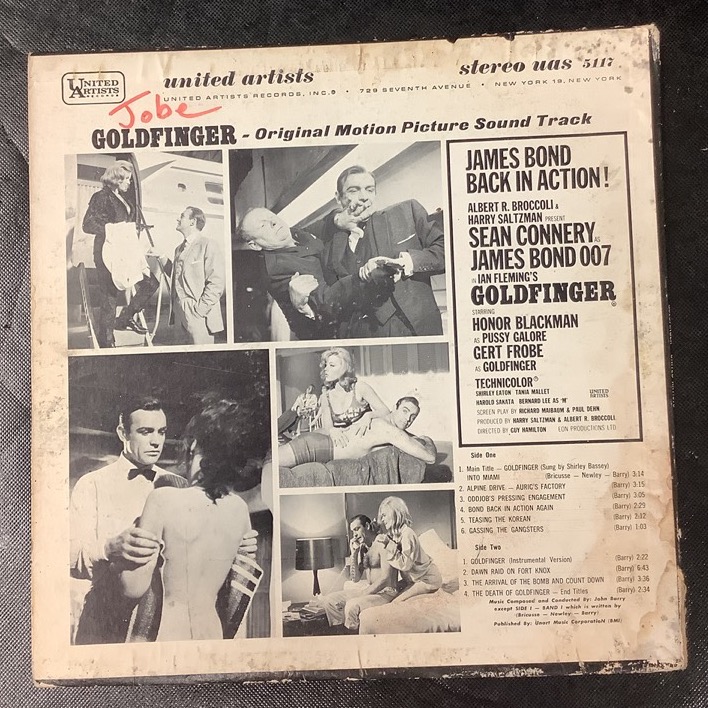 UNITED ARTISTS RECORDS
united artists
stereo uas 5117
UNITED ARTISTS RECORDS, INC.® • 729 SEVENTH AVENUE • NEW YORK 19, NEW YORK
Jobe
GOLDFINGER - Original Motion Picture Sound Track
JAMES BOND
BACK IN ACTION!
ALBERT R. BROCCOLI &
HARRY SALTZMAN PRESENT
SEAN CONNERY AS
JAMES BOND 007
IN IAN FLEMING'S
GOLDFINGER
STARRING
HONOR BLACKMAN
AS PUSSY GALORE
GERT FROBE
AS GOLDFINGER
TECHNICOLOR®
SHIRLEY EATON TANIA MALLET
HAROLD SAKATA BERNARD LEE AS 'M'
UNITED ARTISTS
SCREEN PLAY BY RICHARD MAIBAUM & PAUL DEHN
PRODUCED BY HARRY SALTZMAN & ALBERT R. BROCCOLI
DIRECTED BY GUY HAMILTON EON PRODUCTIONS LTD
Side One
1. Main Title — GOLDFINGER (Sung by Shirley Bassey)
INTO MIAMI (Bricusse — Newley — Barry) 3:14
2. ALPINE DRIVE — AURIC'S FACTORY (Barry) 3:15
3. ODDJOB'S PRESSING ENGAGEMENT (Barry) 3:05
4. BOND BACK IN ACTION AGAIN (Barry) 2:29
5. TEASING THE KOREAN (Barry) 2:12
6. GASSING THE GANGSTERS (Barry) 1:03
Side Two
1. GOLDFINGER (Instrumental Version) (Barry) 2:22
2. DAWN RAID ON FORT KNOX (Barry) 6:43
3. THE ARRIVAL OF THE BOMB AND COUNT DOWN (Barry) 3:36
4. THE DEATH OF GOLDFINGER — End Titles (Barry) 2:34
Music Composed and Conducted By: John Barry
except SIDE I — BAND I which is written by
(Bricusse — Newley — Barry)
Published By: Unart Music Corporation (BMI)